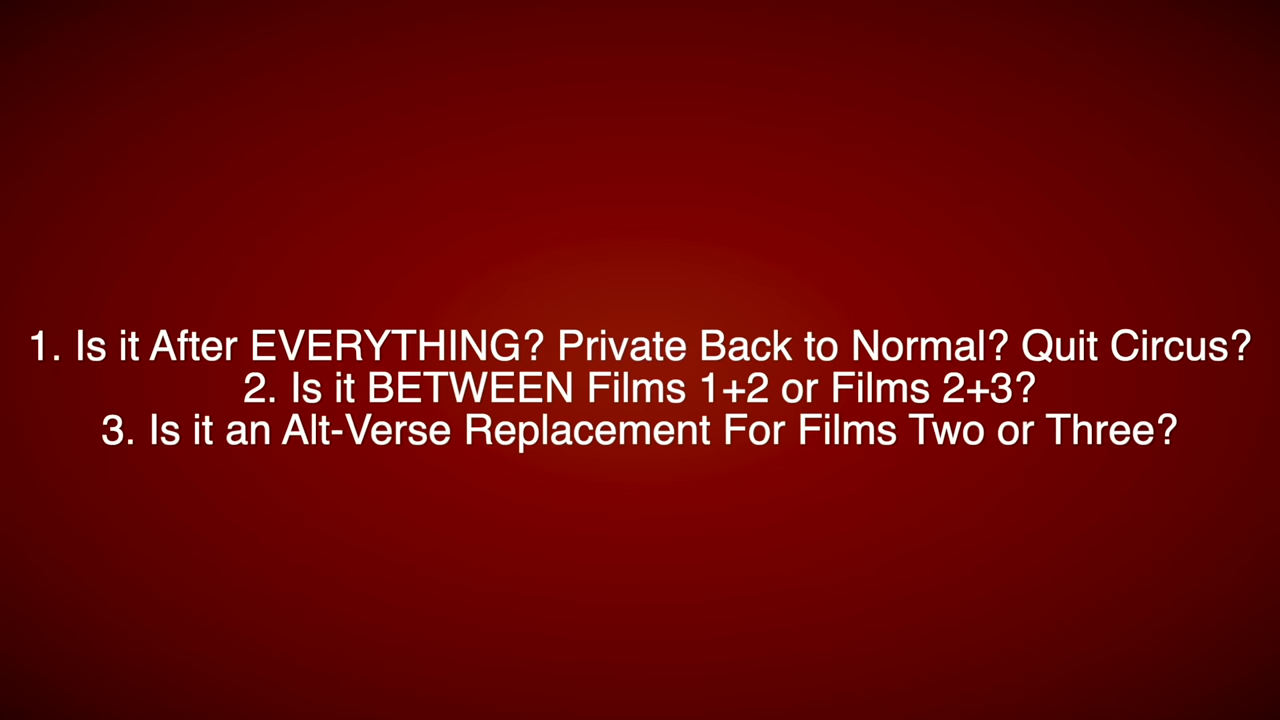 1. Is it After EVERYTHING? Private Back to Normal? Quit Circus?
2. Is it BETWEEN Films 1+2 or Films 2+3?
3. Is it an Alt-Verse Replacement For Films Two or Three?